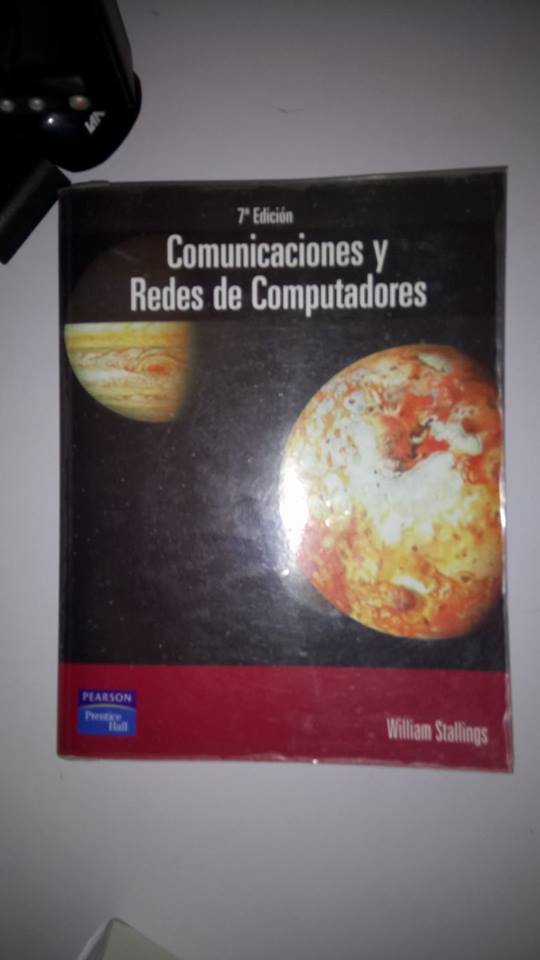 7ª Edición
Comunicaciones y
Redes de Computadores
PEARSON
Prentice
Hall
William Stallings